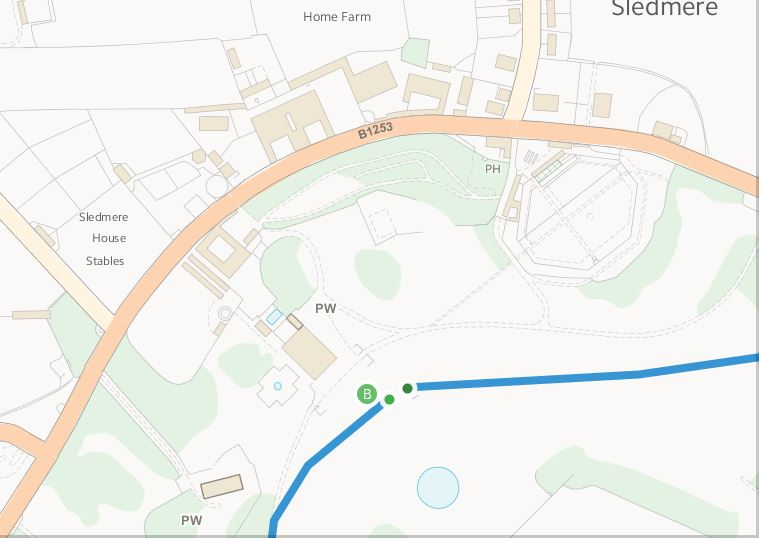 Sledmere
Home Farm
B1253
PH
Sledmere
House
Stables
PW
B
PW